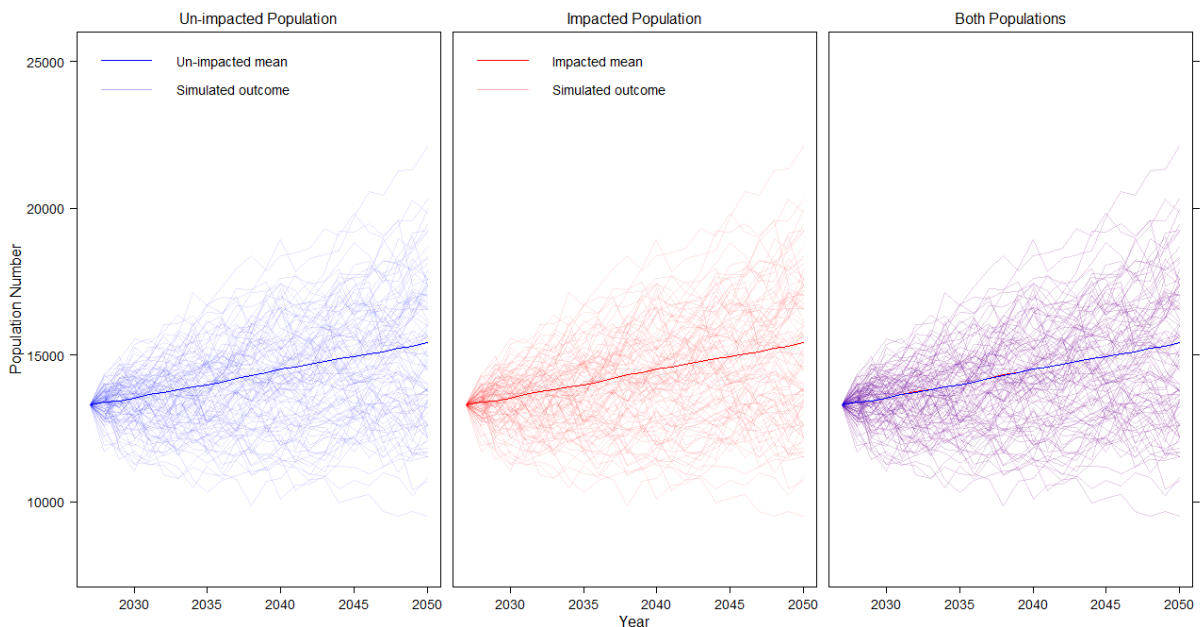 Un-impacted Population
Impacted Population
Both Populations
Un-impacted mean
Simulated outcome
Impacted mean
Simulated outcome
25000
20000
15000
10000
Population Number
2030 2035 2040 2045 2050
2030 2035 2040 2045 2050
2030 2035 2040 2045 2050
Year